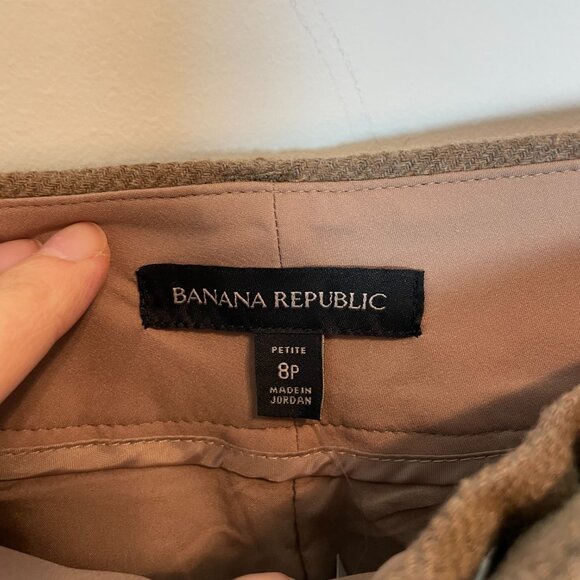 BANANA REPUBLIC
PETITE
8P
MADE IN
JORDAN